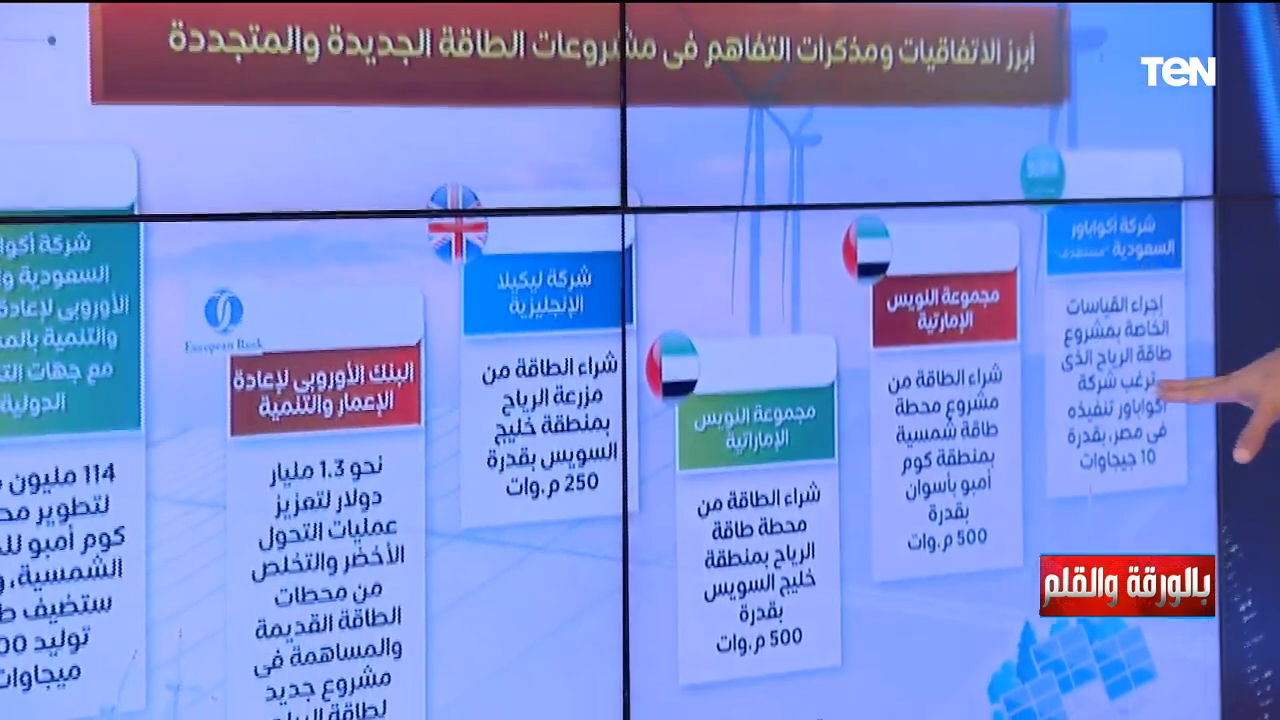 أبرز الاتفاقيات ومذكرات التفاهم فى مشروعات الطاقة الجديدة والمتجددة
TEN
شركة أكواباور
السعودية "مستهدف"
إجراء القياسات
الخاصة بمشروع
طاقة الرياح الذى
ترغب شركة
أكواباور تنفيذه
فى مصر، بقدرة
10 جيجاوات
مجموعة النويس
الإماراتية
شراء الطاقة من
مشروع محطة
طاقة شمسية
بمنطقة كوم
أمبو بأسوان
بقدرة
500 م.وات
مجموعة النويس
الإماراتية
شراء الطاقة من
محطة طاقة
الرياح بمنطقة
خليج السويس
بقدرة
500 م.وات
شركة ليكيلا
الإنجليزية
شراء الطاقة من
مزرعة الرياح
بمنطقة خليج
السويس بقدرة
250 م.وات
European Bank
البنك الأوروبى لإعادة
الإعمار والتنمية
نحو 1.3 مليار
دولار لتعزيز
عمليات التحول
الأخضر والتخلص
من محطات
الطاقة القديمة
والمساهمة فى
مشروع جديد
شركة
السعودية
الأوروبى لإعادة
والتنمية
مع جهات
الدولية
114 مليون
لتطوير
كوم أمبو
الشمسية،
ستضيف
توليد
ميجاوات
بالورقة والقلم